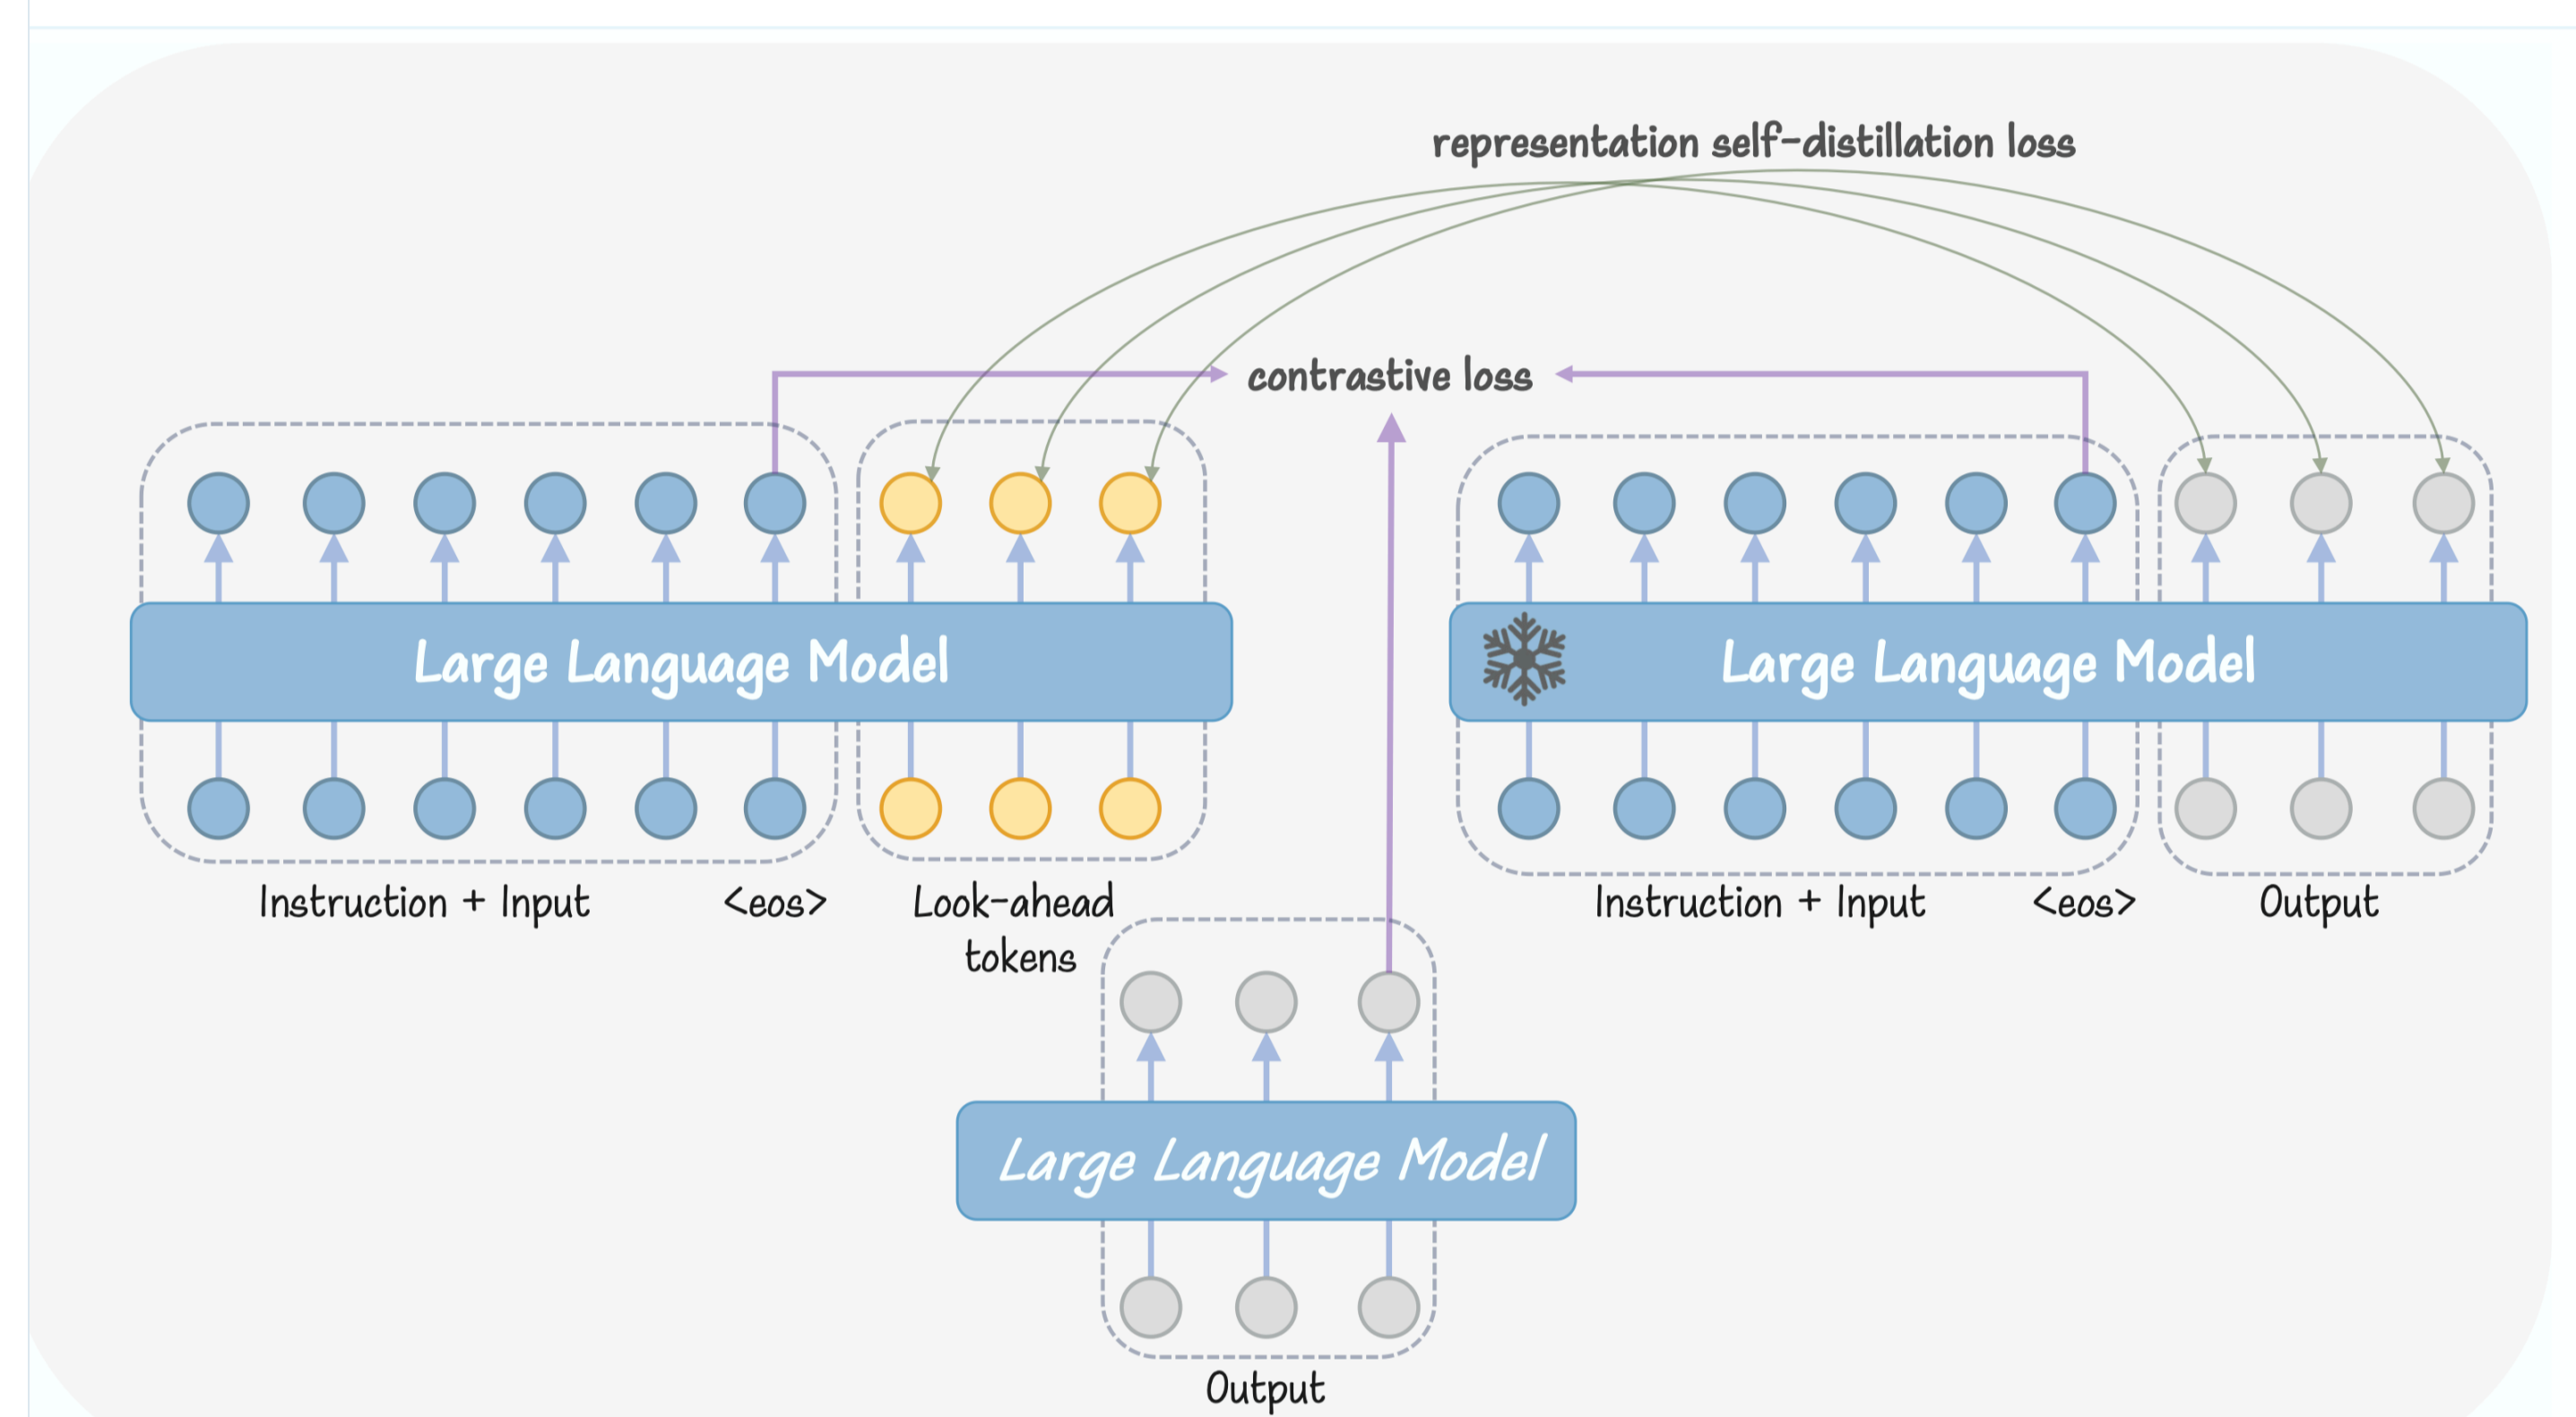 representation self-distillation loss
contrastive loss
Large Language Model
Large Language Model
Instruction + Input
<eos>
Look-ahead
tokens
Instruction + Input
<eos>
Output
Large Language Model
Output